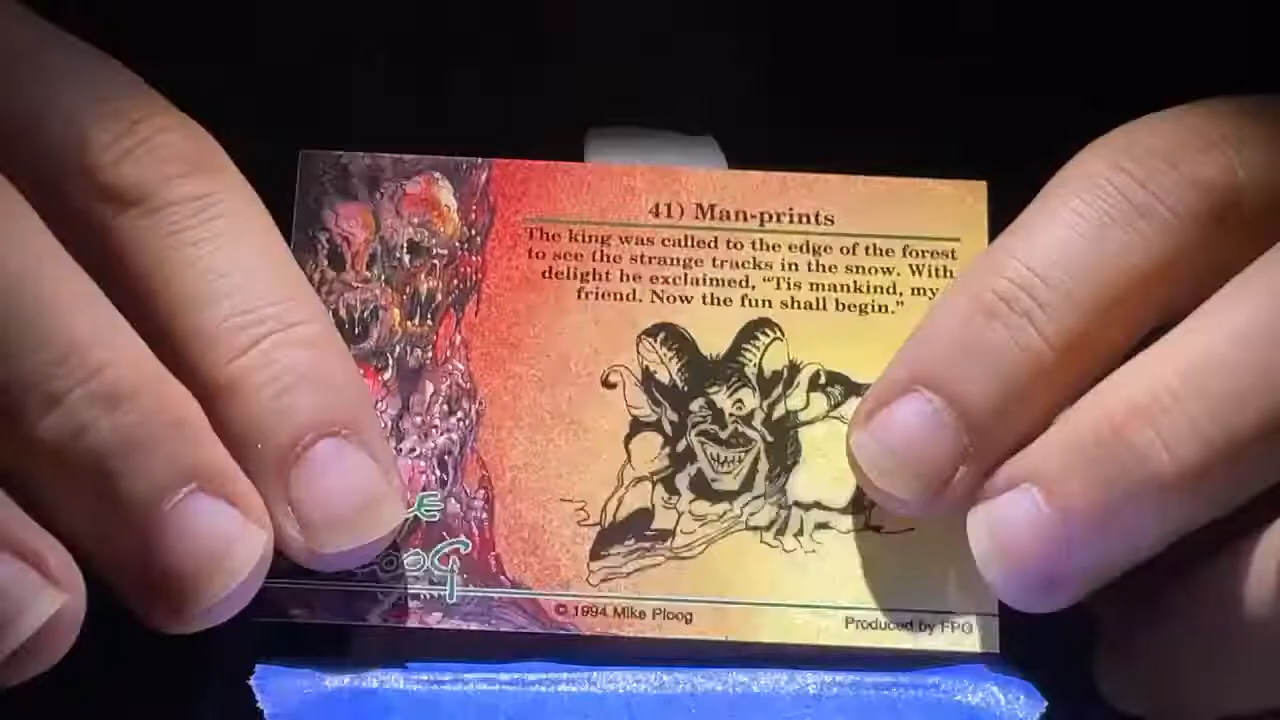 41) Man-prints
The king was called to the edge of the forest
to see the strange tracks in the snow. With
delight he exclaimed, “Tis mankind, my
friend. Now the fun shall begin.”
© 1994 Mike Ploog
Produced by FPG